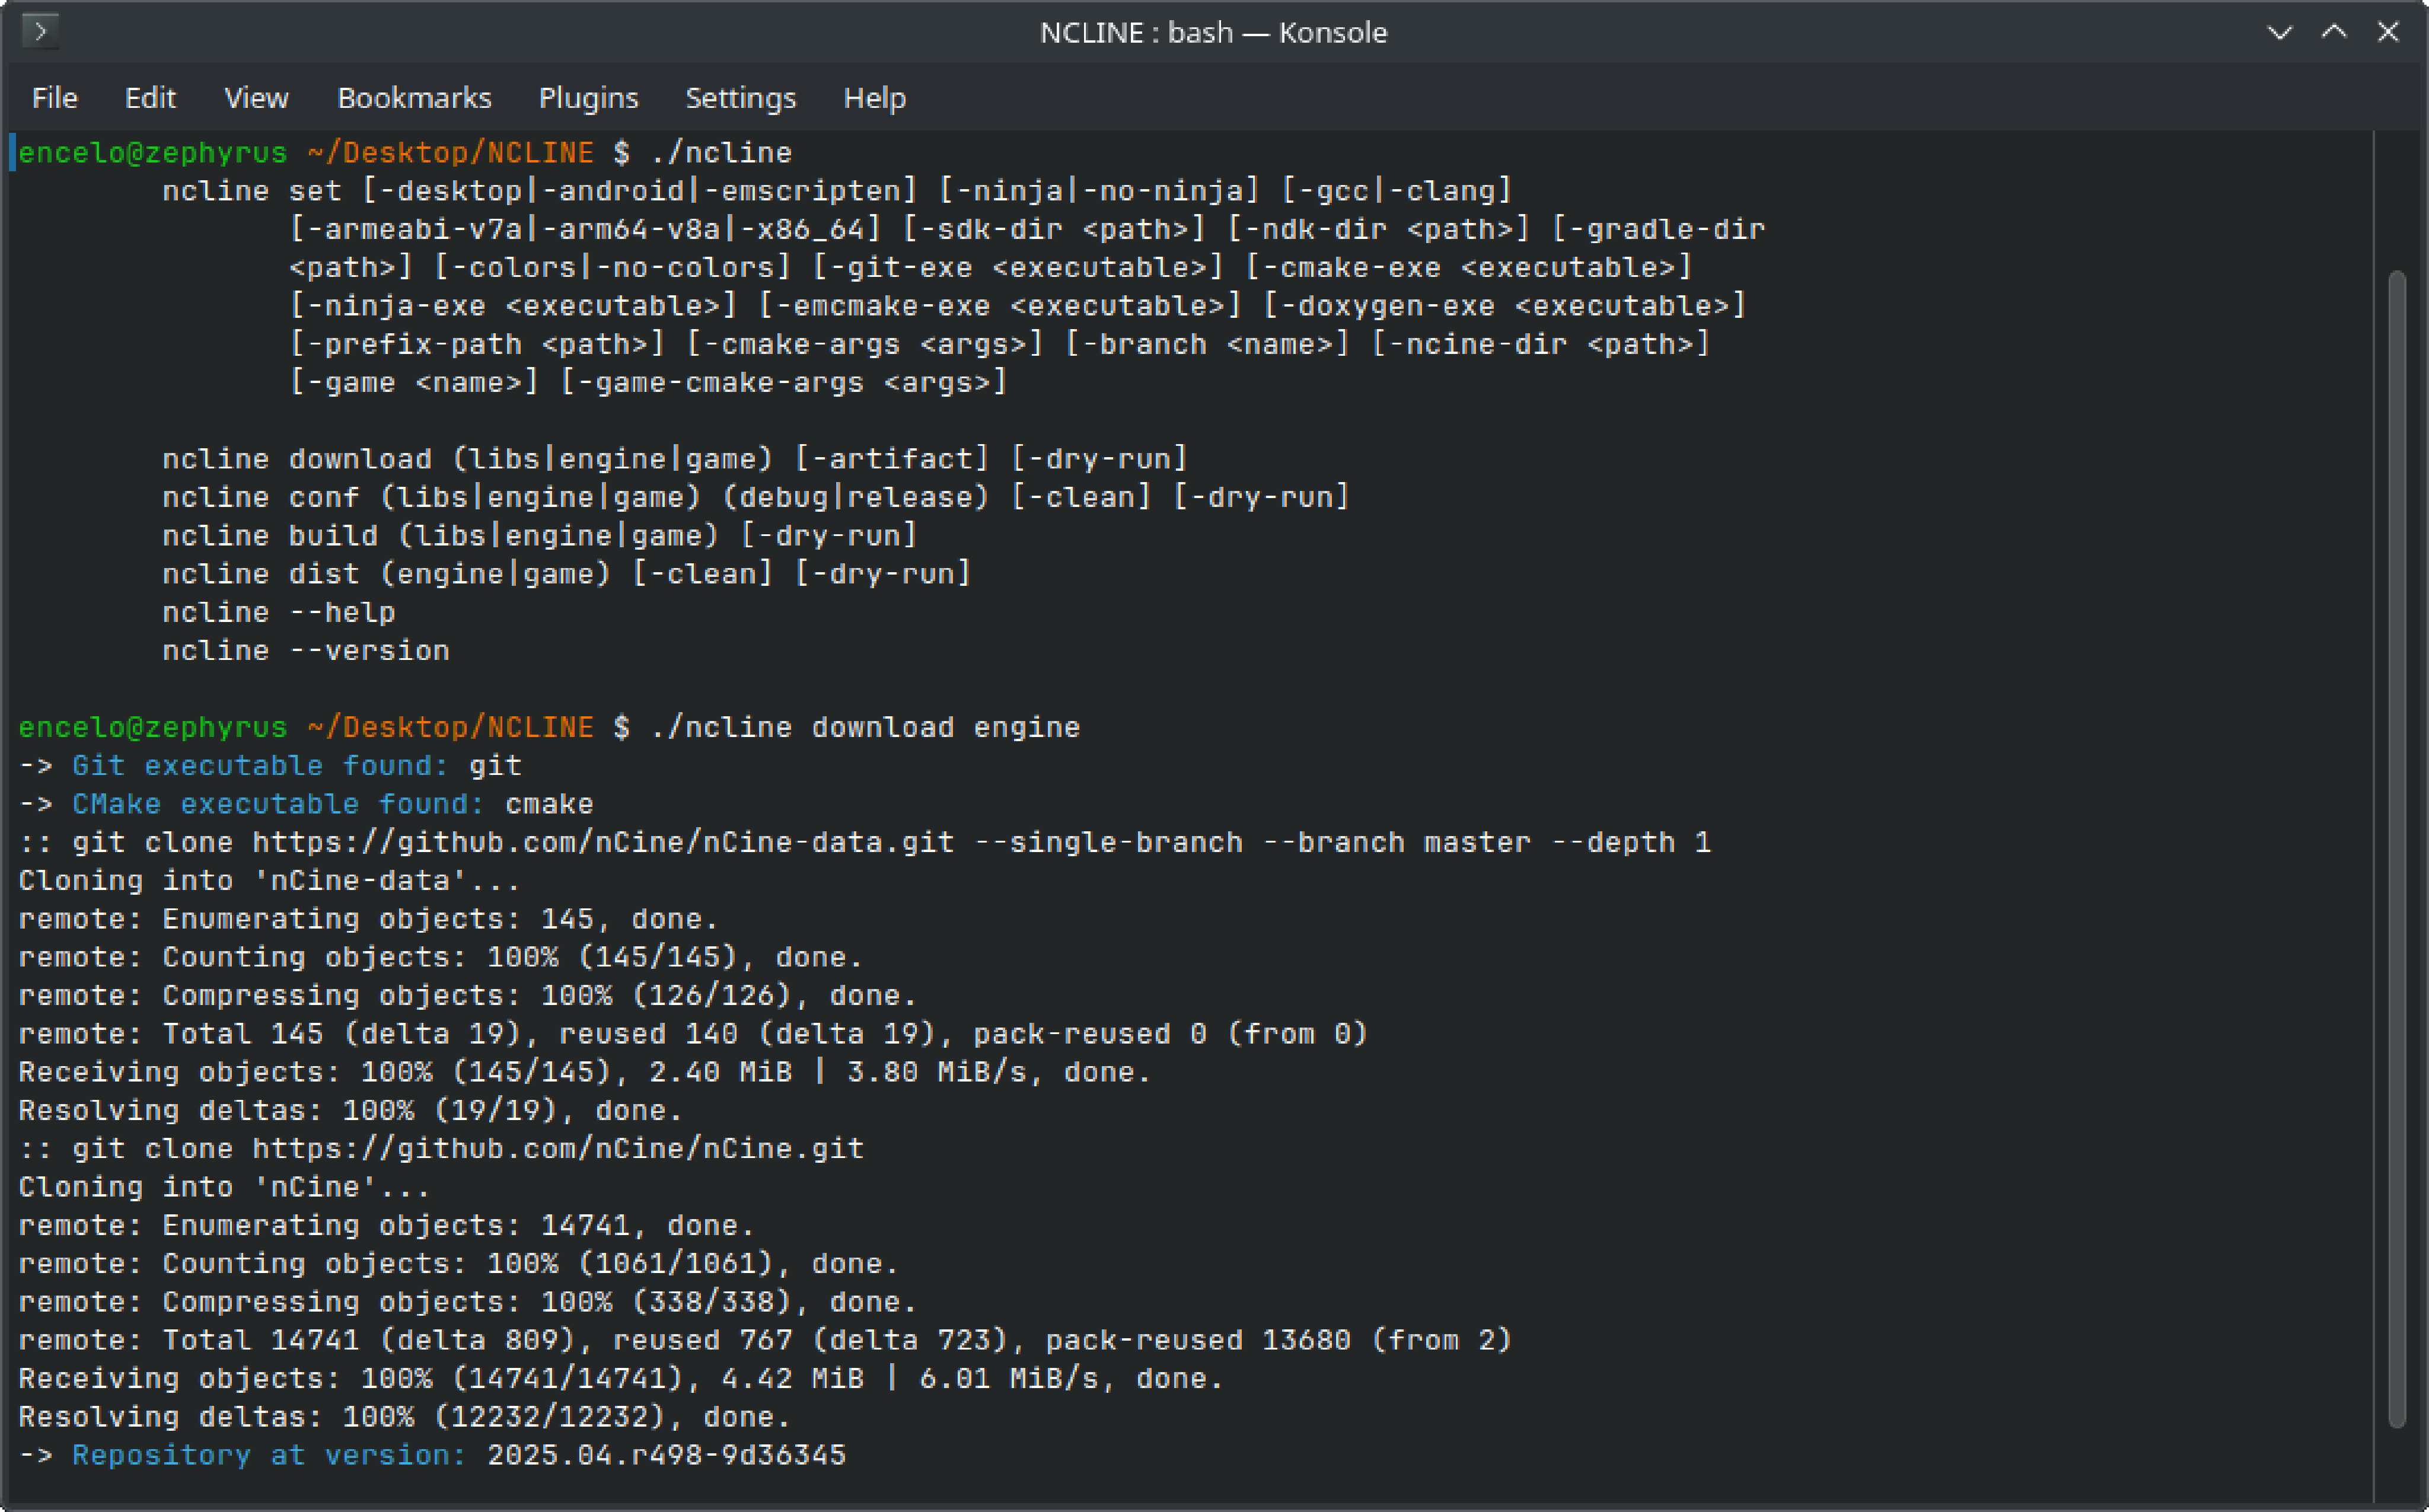 NCLINE : bash — Konsole
File Edit View Bookmarks Plugins Settings Help
encelo@zephyrus ~/Desktop/NCLINE $ ./ncline
ncline set [-desktop|-android|-emscripten] [-ninja|-no-ninja] [-gcc|-clang]
[-armeabi-v7a|-arm64-v8a|-x86_64] [-sdk-dir <path>] [-ndk-dir <path>] [-gradle-dir
<path>] [-colors|-no-colors] [-git-exe <executable>] [-cmake-exe <executable>]
[-ninja-exe <executable>] [-emcmake-exe <executable>] [-doxygen-exe <executable>]
[-prefix-path <path>] [-cmake-args <args>] [-branch <name>] [-ncine-dir <path>]
[-game <name>] [-game-cmake-args <args>]
ncline download (libs|engine|game) [-artifact] [-dry-run]
ncline conf (libs|engine|game) (debug|release) [-clean] [-dry-run]
ncline build (libs|engine|game) [-dry-run]
ncline dist (engine|game) [-clean] [-dry-run]
ncline --help
ncline --version
encelo@zephyrus ~/Desktop/NCLINE $ ./ncline download engine
-> Git executable found: git
-> CMake executable found: cmake
:: git clone https://github.com/nCine/nCine-data.git --single-branch --branch master --depth 1
Cloning into 'nCine-data'...
remote: Enumerating objects: 145, done.
remote: Counting objects: 100% (145/145), done.
remote: Compressing objects: 100% (126/126), done.
remote: Total 145 (delta 19), reused 140 (delta 19), pack-reused 0 (from 0)
Receiving objects: 100% (145/145), 2.40 MiB | 3.80 MiB/s, done.
Resolving deltas: 100% (19/19), done.
:: git clone https://github.com/nCine/nCine.git
Cloning into 'nCine'...
remote: Enumerating objects: 14741, done.
remote: Counting objects: 100% (1061/1061), done.
remote: Compressing objects: 100% (338/338), done.
remote: Total 14741 (delta 809), reused 767 (delta 723), pack-reused 13680 (from 2)
Receiving objects: 100% (14741/14741), 4.42 MiB | 6.01 MiB/s, done.
Resolving deltas: 100% (12232/12232), done.
-> Repository at version: 2025.04.r498-9d36345